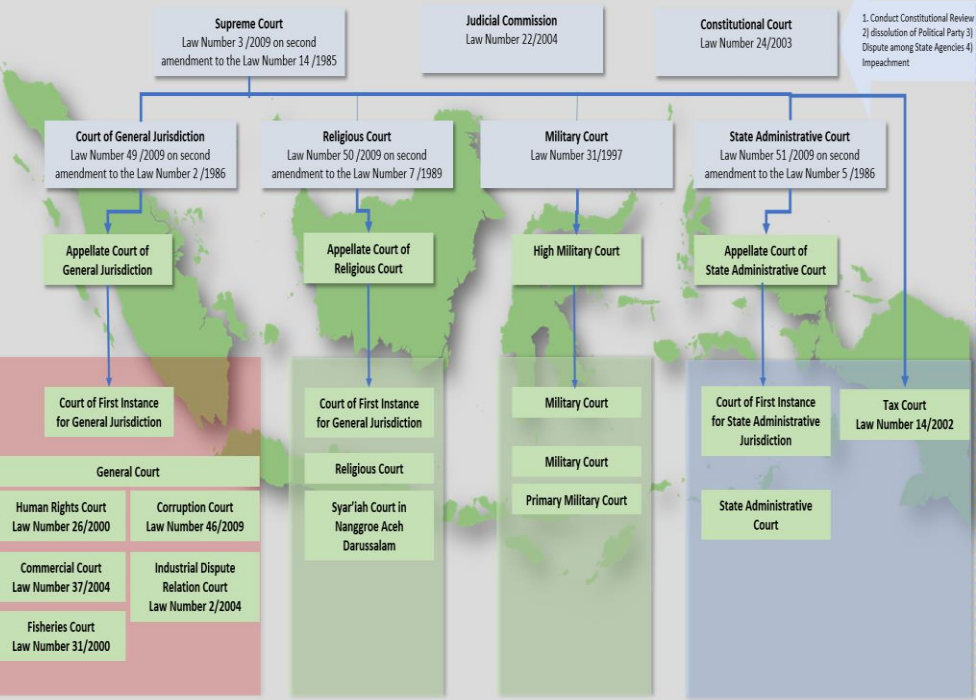 Supreme Court
Law Number 3 /2009 on second
amendment to the Law Number 14 /1985
Judicial Commission
Law Number 22/2004
Constitutional Court
Law Number 24/2003
1. Conduct Constitutional Review
2) dissolution of Political Party 3)
Dispute among State Agencies 4)
Impeachment
Court of General Jurisdiction
Law Number 49 /2009 on second
amendment to the Law Number 2 /1986
Religious Court
Law Number 50 /2009 on second
amendment to the Law Number 7 /1989
Military Court
Law Number 31/1997
State Administrative Court
Law Number 51 /2009 on second
amendment to the Law Number 5 /1986
Appellate Court of
General Jurisdiction
Appellate Court of
Religious Court
High Military Court
Appellate Court of
State Administrative Court
Court of First Instance
for General Jurisdiction
General Court
Human Rights Court
Law Number 26/2000
Corruption Court
Law Number 46/2009
Commercial Court
Law Number 37/2004
Industrial Dispute
Relation Court
Law Number 2/2004
Fisheries Court
Law Number 31/2000
Court of First Instance
for General Jurisdiction
Religious Court
Syar'iah Court in
Nanggroe Aceh
Darussalam
Military Court
Military Court
Primary Military Court
Court of First Instance
for State Administrative
Jurisdiction
State Administrative
Court
Tax Court
Law Number 14/2002